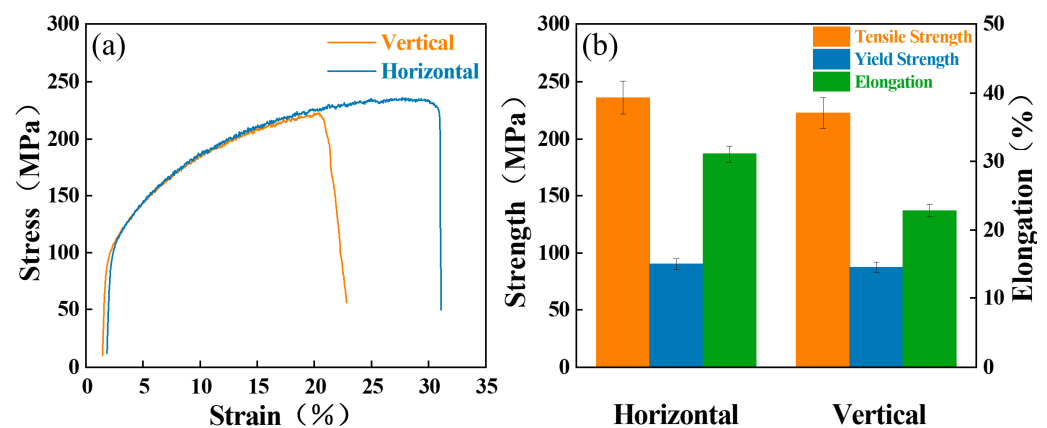 (a)
Vertical
Horizontal
300
250
200
150
100
50
0
Stress（MPa）
0 5 10 15 20 25 30 35
Strain（%）
(b)
Tensile Strength
Yield Strength
Elongation
300
250
200
150
100
50
0
Strength（MPa）
50
40
30
20
10
0
Elongation（%）
Horizontal Vertical